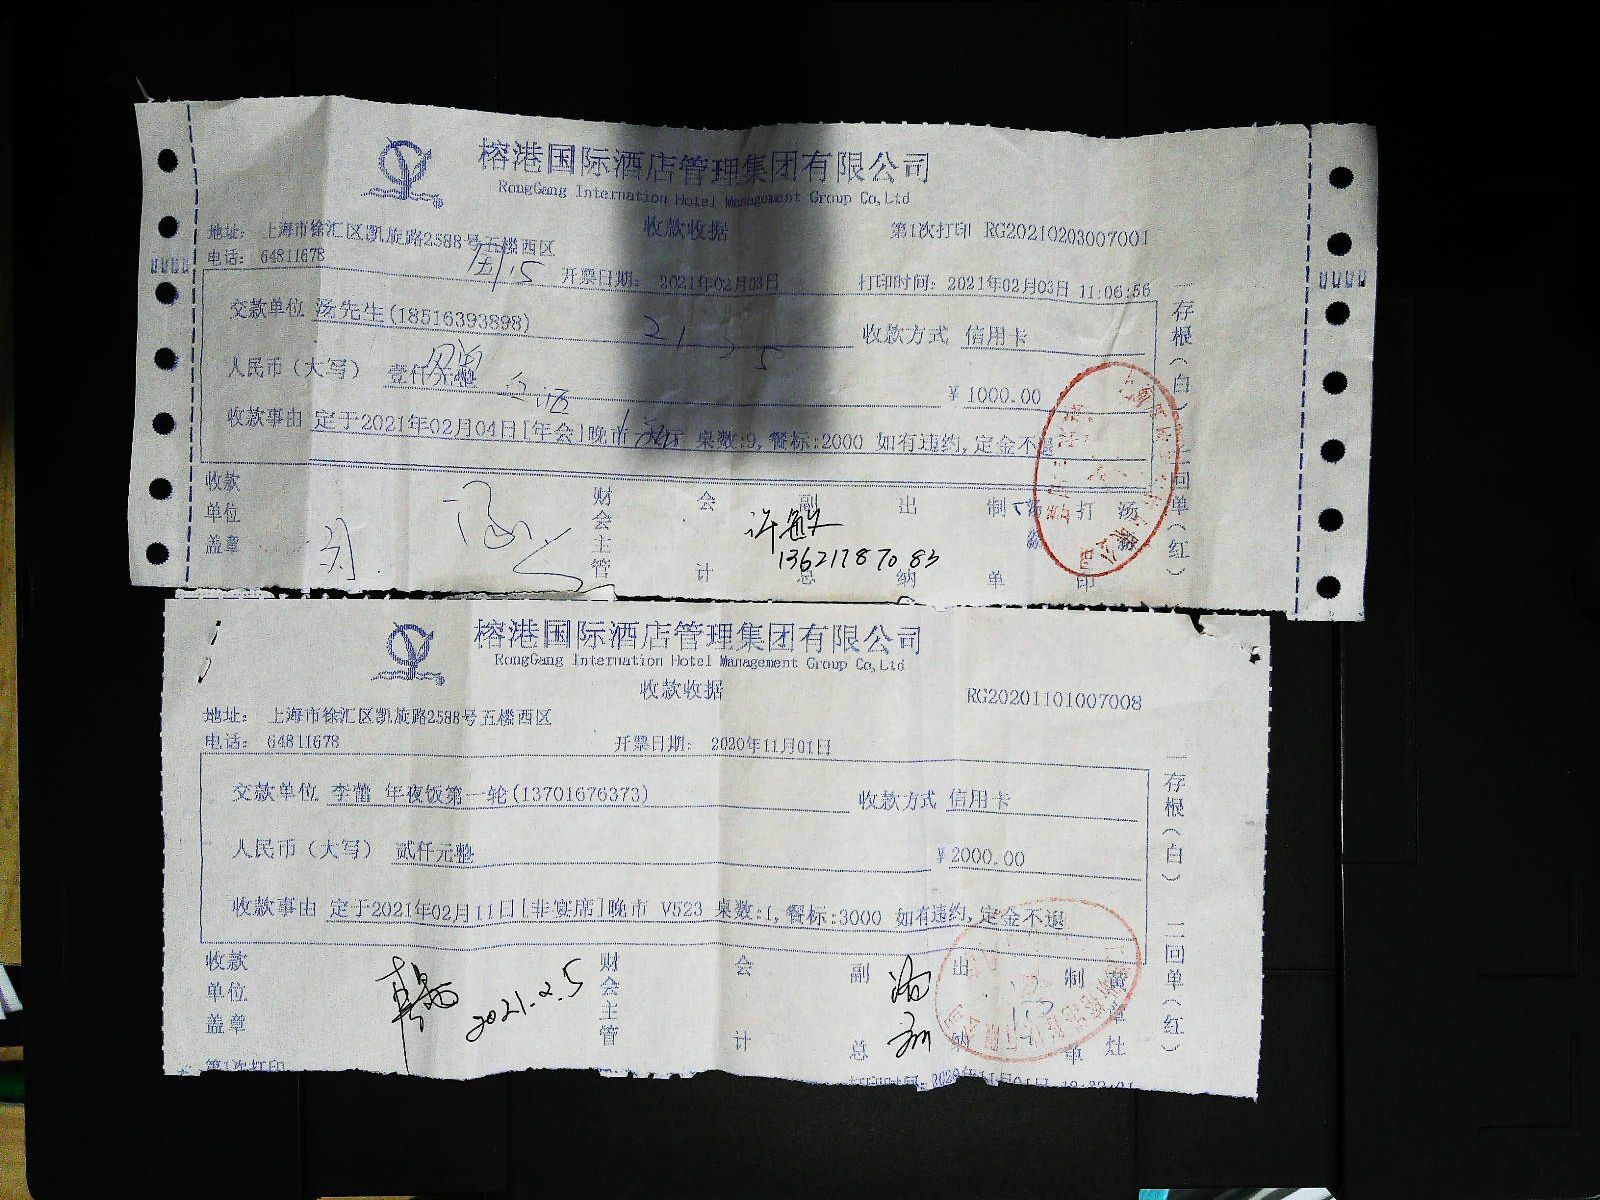 榕港国际酒店管理集团有限公司
RongGang Internation Hotel Management Group Co,Ltd
收款收据
第1次打印 RG20210203007001
地址： 上海市徐汇区凯旋路2588号五楼西区
电话： 64811678
开票日期： 2021年02月03日
打印时间：2021年02月03日 11:06:56
交款单位 汤先生(18516393898)
收款方式 信用卡
人民币（大写） 壹仟元整
¥1000.00
收款事由 定于2021年02月04日[年会]晚市
桌数:9,餐标:2000 如有违约,定金不退
收款单位盖章
财会主管
会计
副总
出纳
制单
打印
许敏
13621787083
存根（白） 二回单（红）
榕港国际酒店管理集团有限公司
RongGang Internation Hotel Management Group Co,Ltd
收款收据
RG20201101007008
地址： 上海市徐汇区凯旋路2588号五楼西区
电话： 64811678
开票日期： 2020年11月01日
交款单位 李蕾 年夜饭第一轮(13701676373)
收款方式 信用卡
人民币（大写） 贰仟元整
¥2000.00
收款事由 定于2021年02月11日[非宴席]晚市 V523 桌数:1,餐标:3000 如有违约,定金不退
收款单位盖章
2021.2.5
财会主管
会计
副总
出纳
制单
存根（白） 二回单（红）
第1次打印